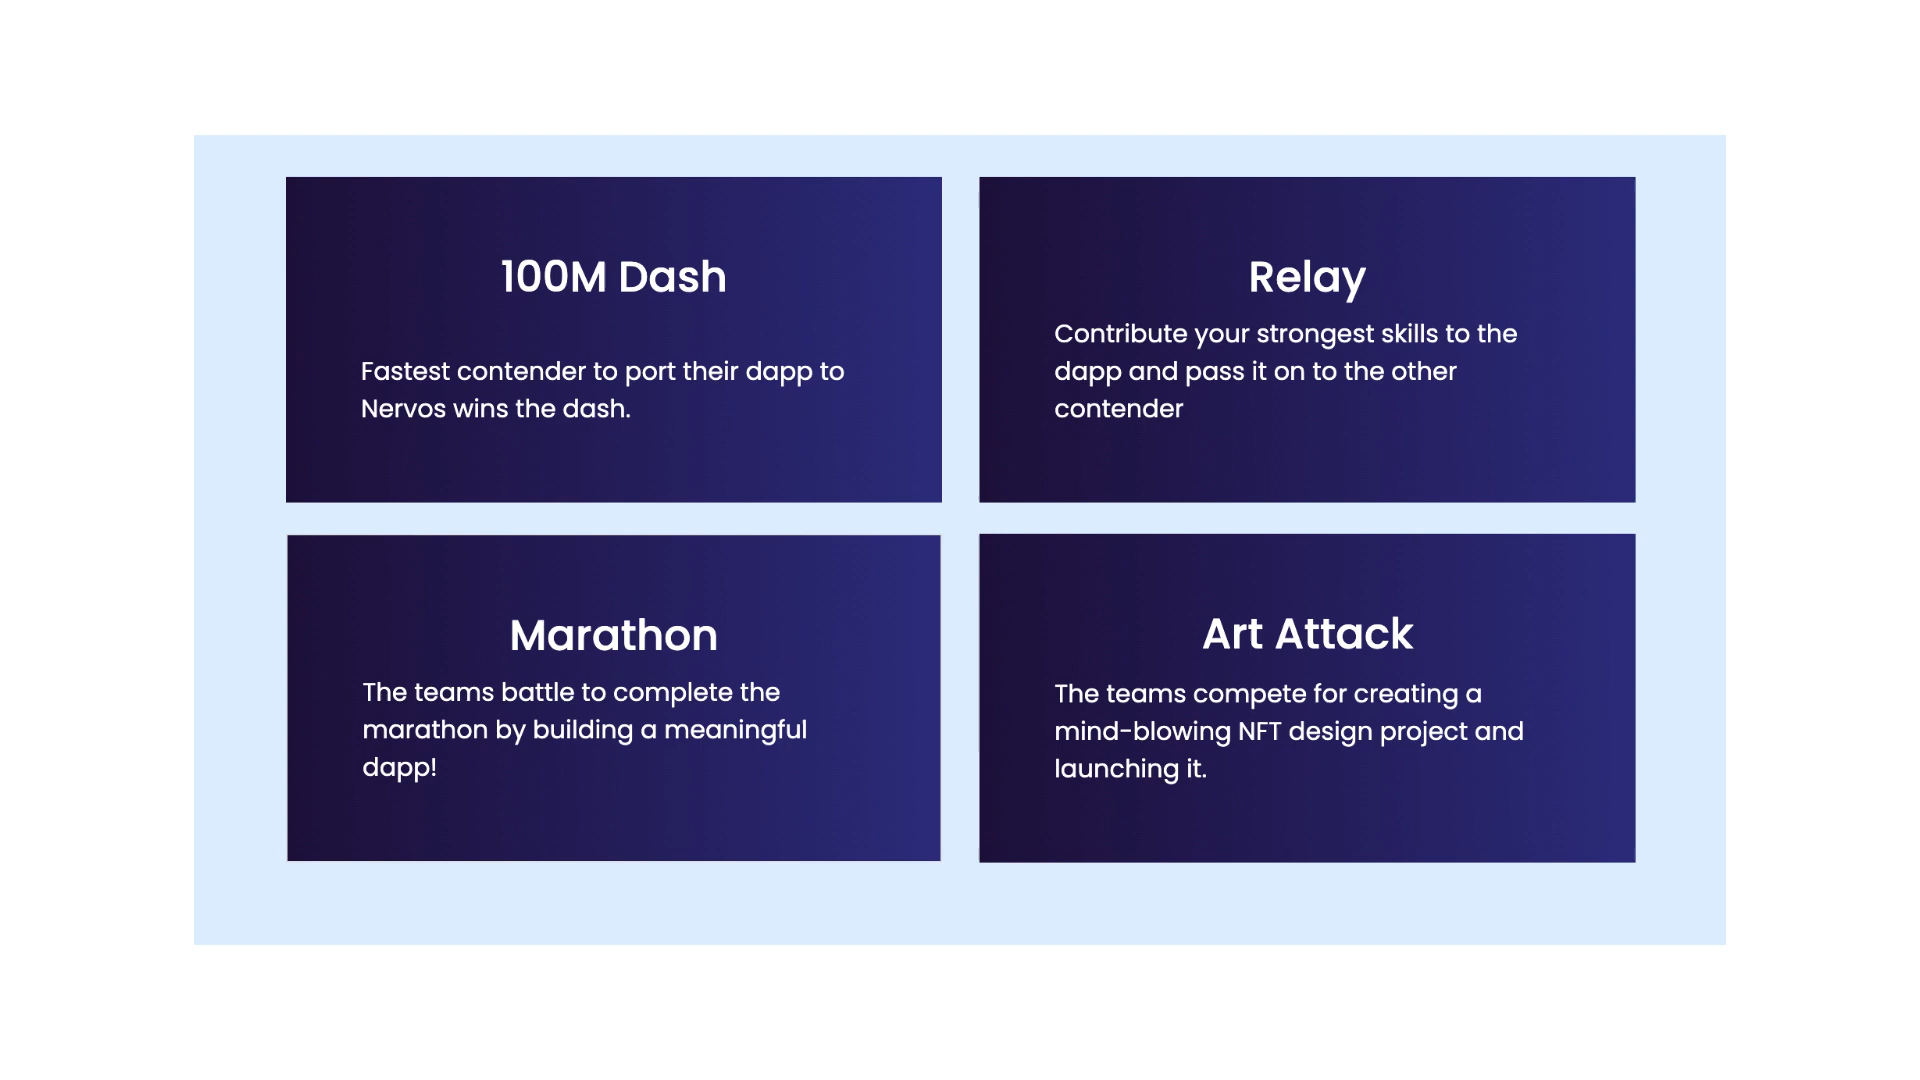 100M Dash
Fastest contender to port their dapp to
Nervos wins the dash.
Relay
Contribute your strongest skills to the
dapp and pass it on to the other
contender
Marathon
The teams battle to complete the
marathon by building a meaningful
dapp!
Art Attack
The teams compete for creating a
mind-blowing NFT design project and
launching it.